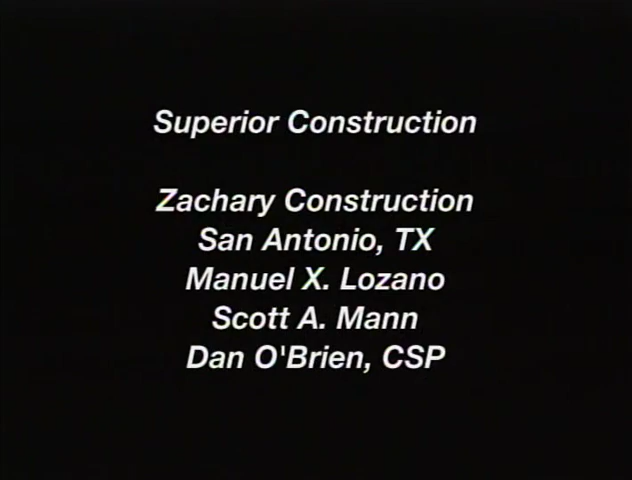 Superior Construction
Zachary Construction
San Antonio, TX
Manuel X. Lozano
Scott A. Mann
Dan O'Brien, CSP